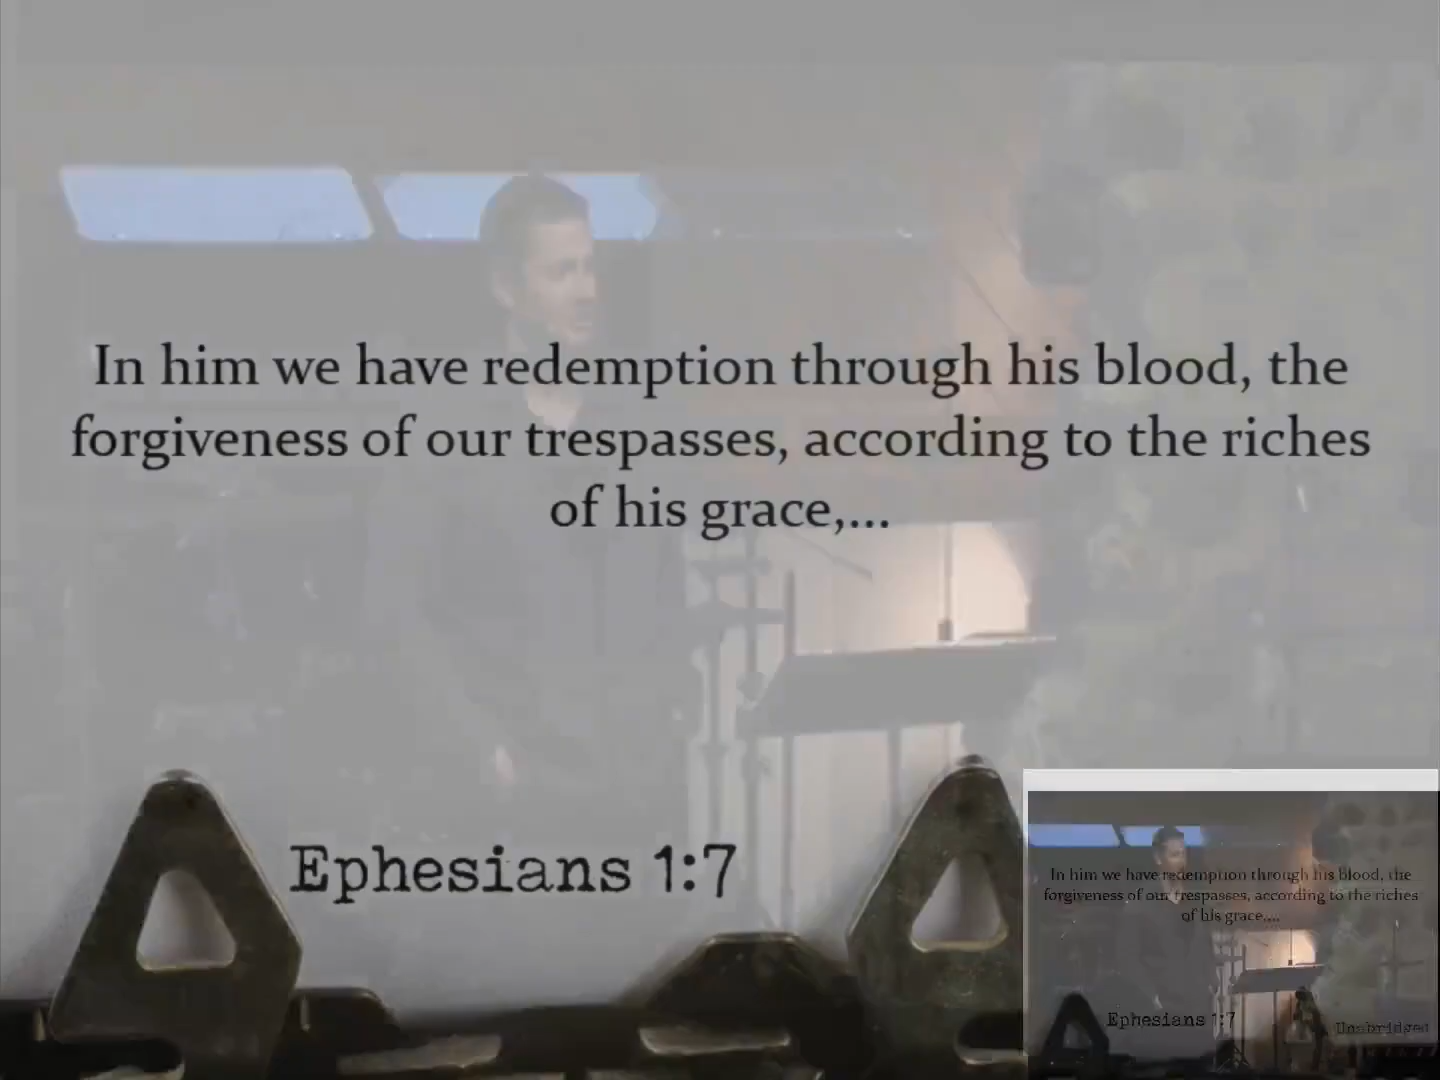 In him we have redemption through his blood, the
forgiveness of our trespasses, according to the riches
of his grace,...
Ephesians 1:7
In him we have redemption through his blood, the
forgiveness of our trespasses, according to the riches
of his grace,...
Ephesians 1:7
Unabridged